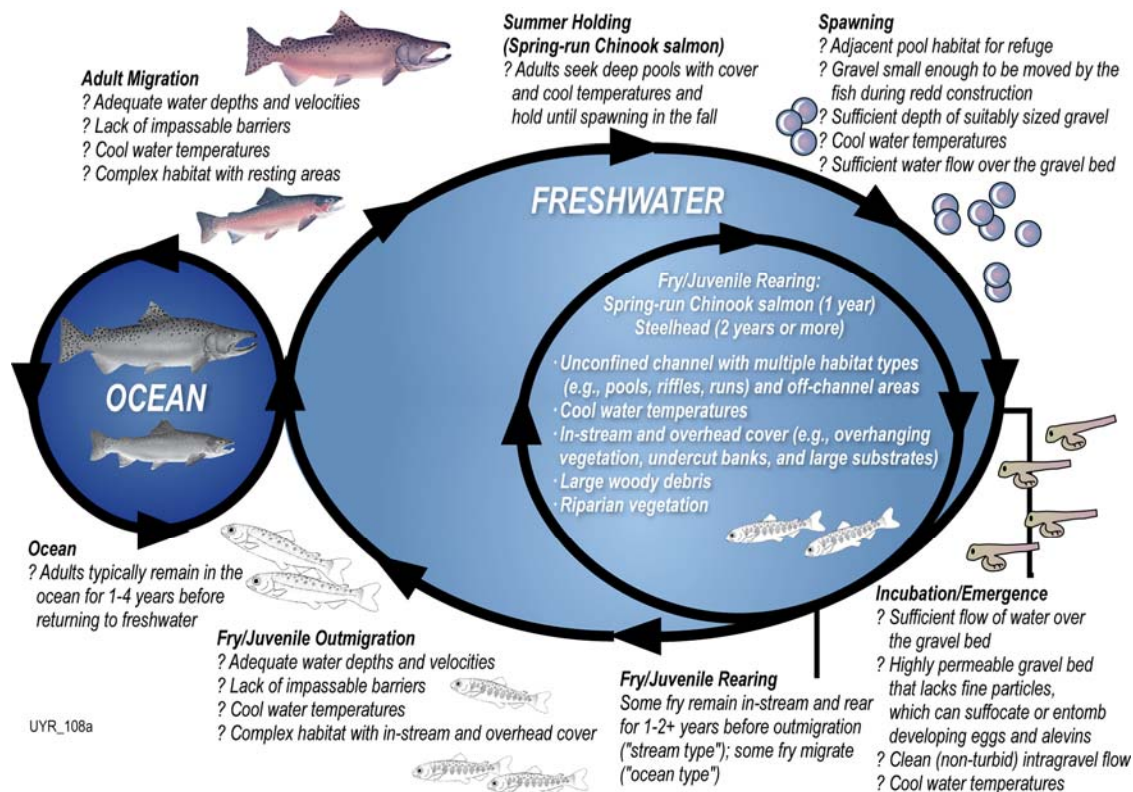 Summer Holding
(Spring-run Chinook salmon)
? Adults seek deep pools with cover
and cool temperatures and
hold until spawning in the fall
Spawning
? Adjacent pool habitat for refuge
? Gravel small enough to be moved by the
fish during redd construction
? Sufficient depth of suitably sized gravel
? Cool water temperatures
? Sufficient water flow over the gravel bed
Adult Migration
? Adequate water depths and velocities
? Lack of impassable barriers
? Cool water temperatures
? Complex habitat with resting areas
FRESHWATER
Fry/Juvenile Rearing:
Spring-run Chinook salmon (1 year)
Steelhead (2 years or more)
· Unconfined channel with multiple habitat types
(e.g., pools, riffles, runs) and off-channel areas
· Cool water temperatures
· In-stream and overhead cover (e.g., overhanging
vegetation, undercut banks, and large substrates)
· Large woody debris
· Riparian vegetation
OCEAN
Ocean
? Adults typically remain in the
ocean for 1-4 years before
returning to freshwater
Fry/Juvenile Outmigration
? Adequate water depths and velocities
? Lack of impassable barriers
? Cool water temperatures
? Complex habitat with in-stream and overhead cover
Fry/Juvenile Rearing
Some fry remain in-stream and rear
for 1-2+ years before outmigration
("stream type"); some fry migrate
("ocean type")
Incubation/Emergence
? Sufficient flow of water over
the gravel bed
? Highly permeable gravel bed
that lacks fine particles,
which can suffocate or entomb
developing eggs and alevins
? Clean (non-turbid) intragravel flow
? Cool water temperatures
UYR_108a